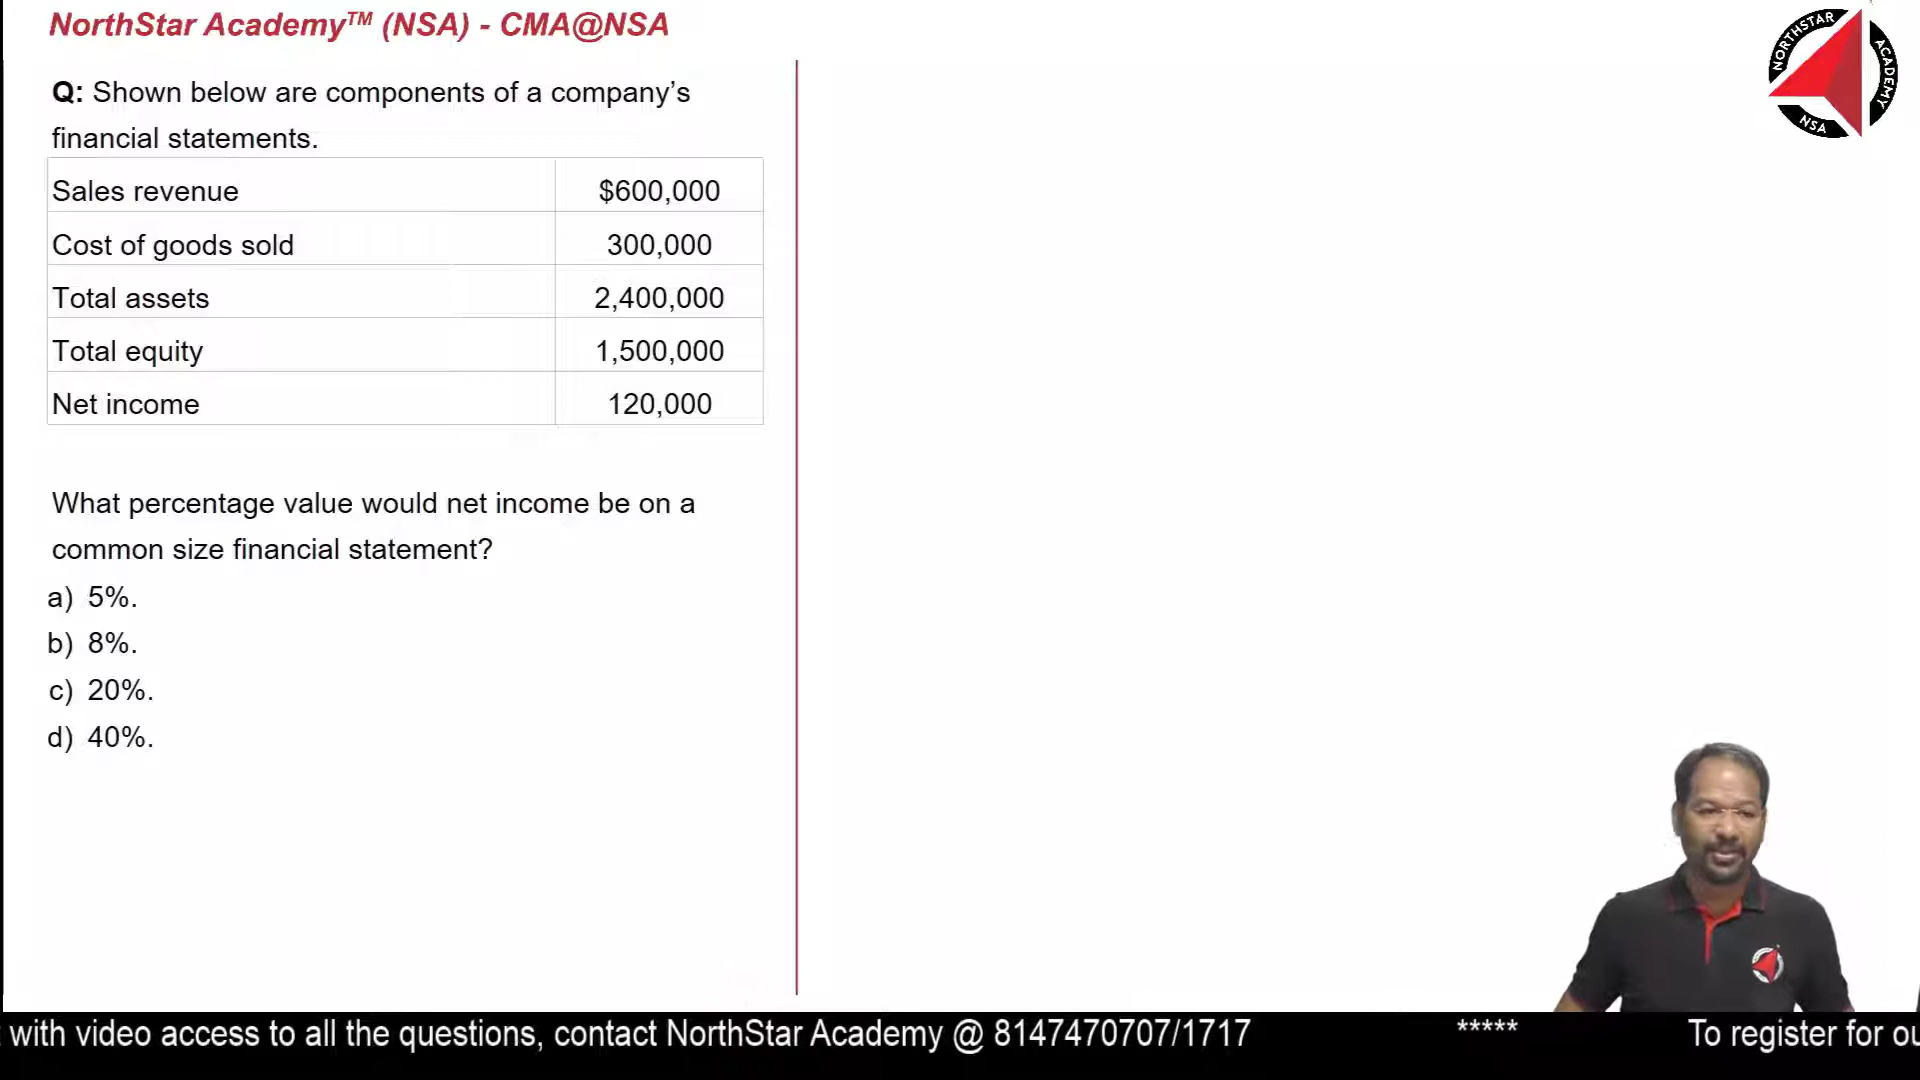 NorthStar Academy™ (NSA) - CMA@NSA
NORTHSTAR ACADEMY
NSA
Q: Shown below are components of a company’s
financial statements.
Sales revenue $600,000
Cost of goods sold 300,000
Total assets 2,400,000
Total equity 1,500,000
Net income 120,000
What percentage value would net income be on a
common size financial statement?
a) 5%.
b) 8%.
c) 20%.
d) 40%.
with video access to all the questions, contact NorthStar Academy @ 8147470707/1717 ***** To register for